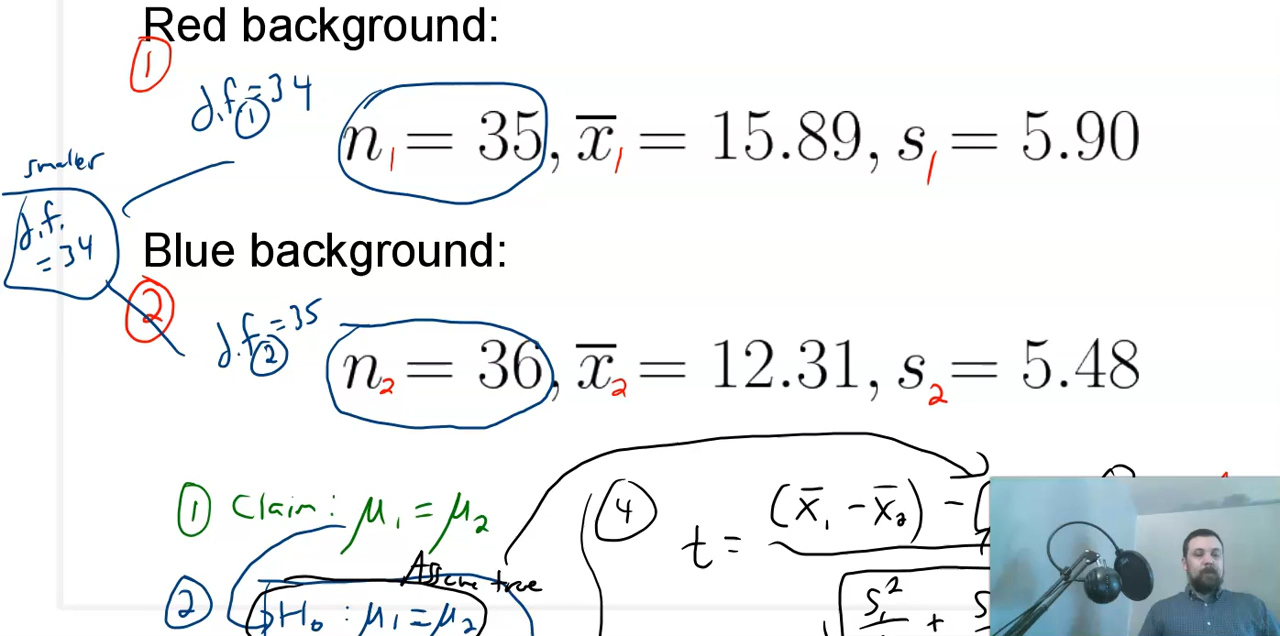 Red background:
①
d.f.① = 34
n₁ = 35, x̅₁ = 15.89, s₁ = 5.90
smaller
d.f.
= 34
Blue background:
②
d.f.② = 35
n₂ = 36, x̅₂ = 12.31, s₂ = 5.48
① Claim: μ₁ = μ₂
④ t = (x̅₁ - x̅₂) -
Assume true
② H₀: μ₁ = μ₂
s₁² + s